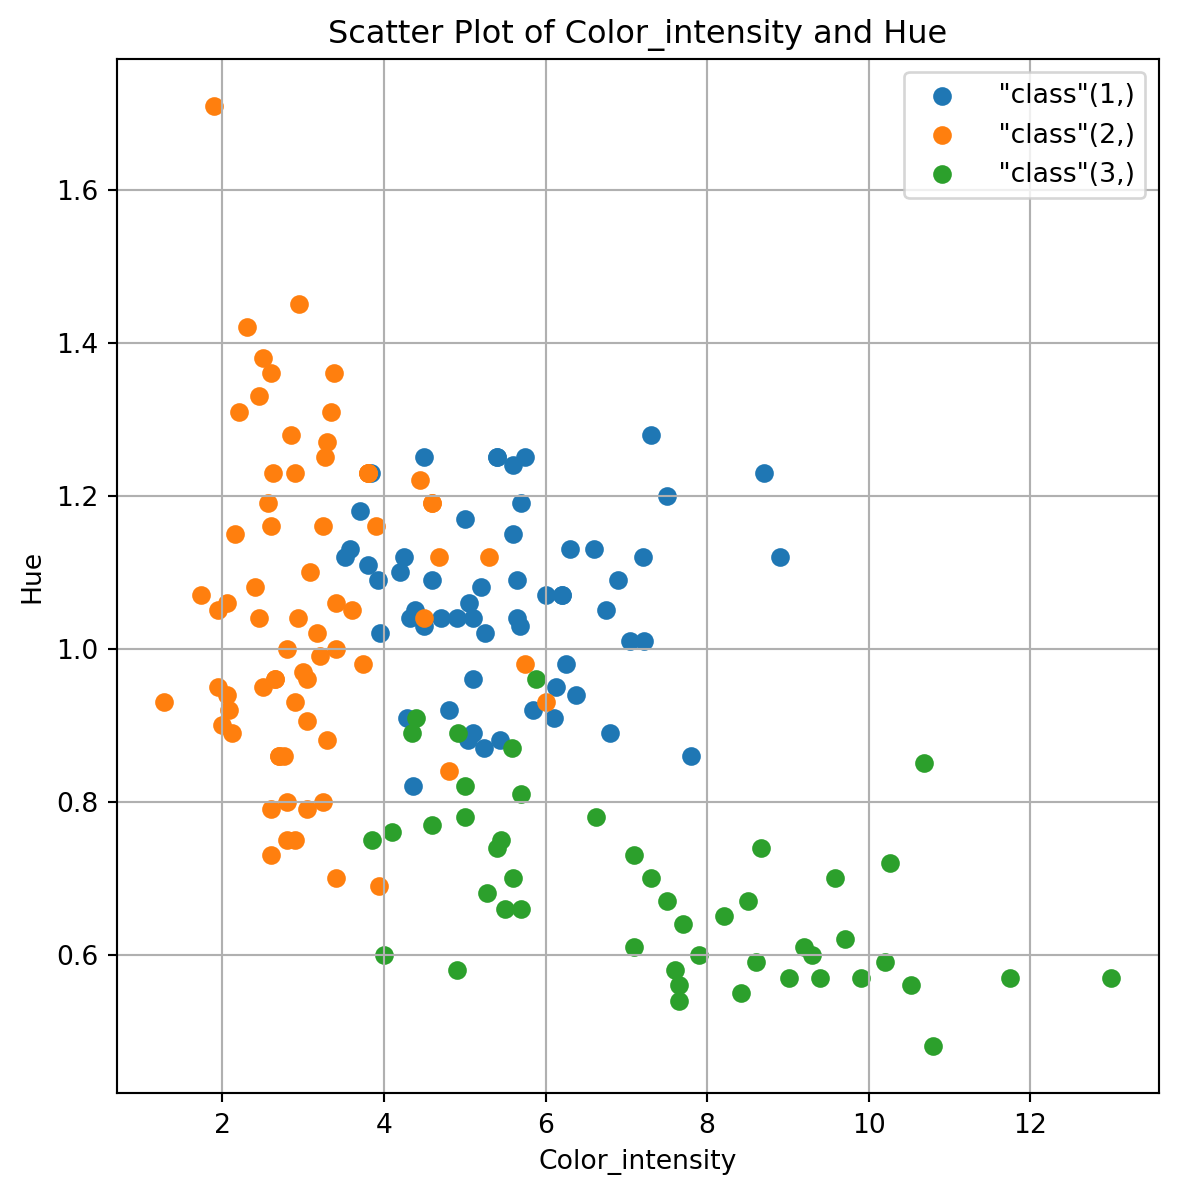 Scatter Plot of Color_intensity and Hue
"class"(1,)
"class"(2,)
"class"(3,)
1.6
1.4
1.2
1.0
0.8
0.6
Hue
2 4 6 8 10 12
Color_intensity